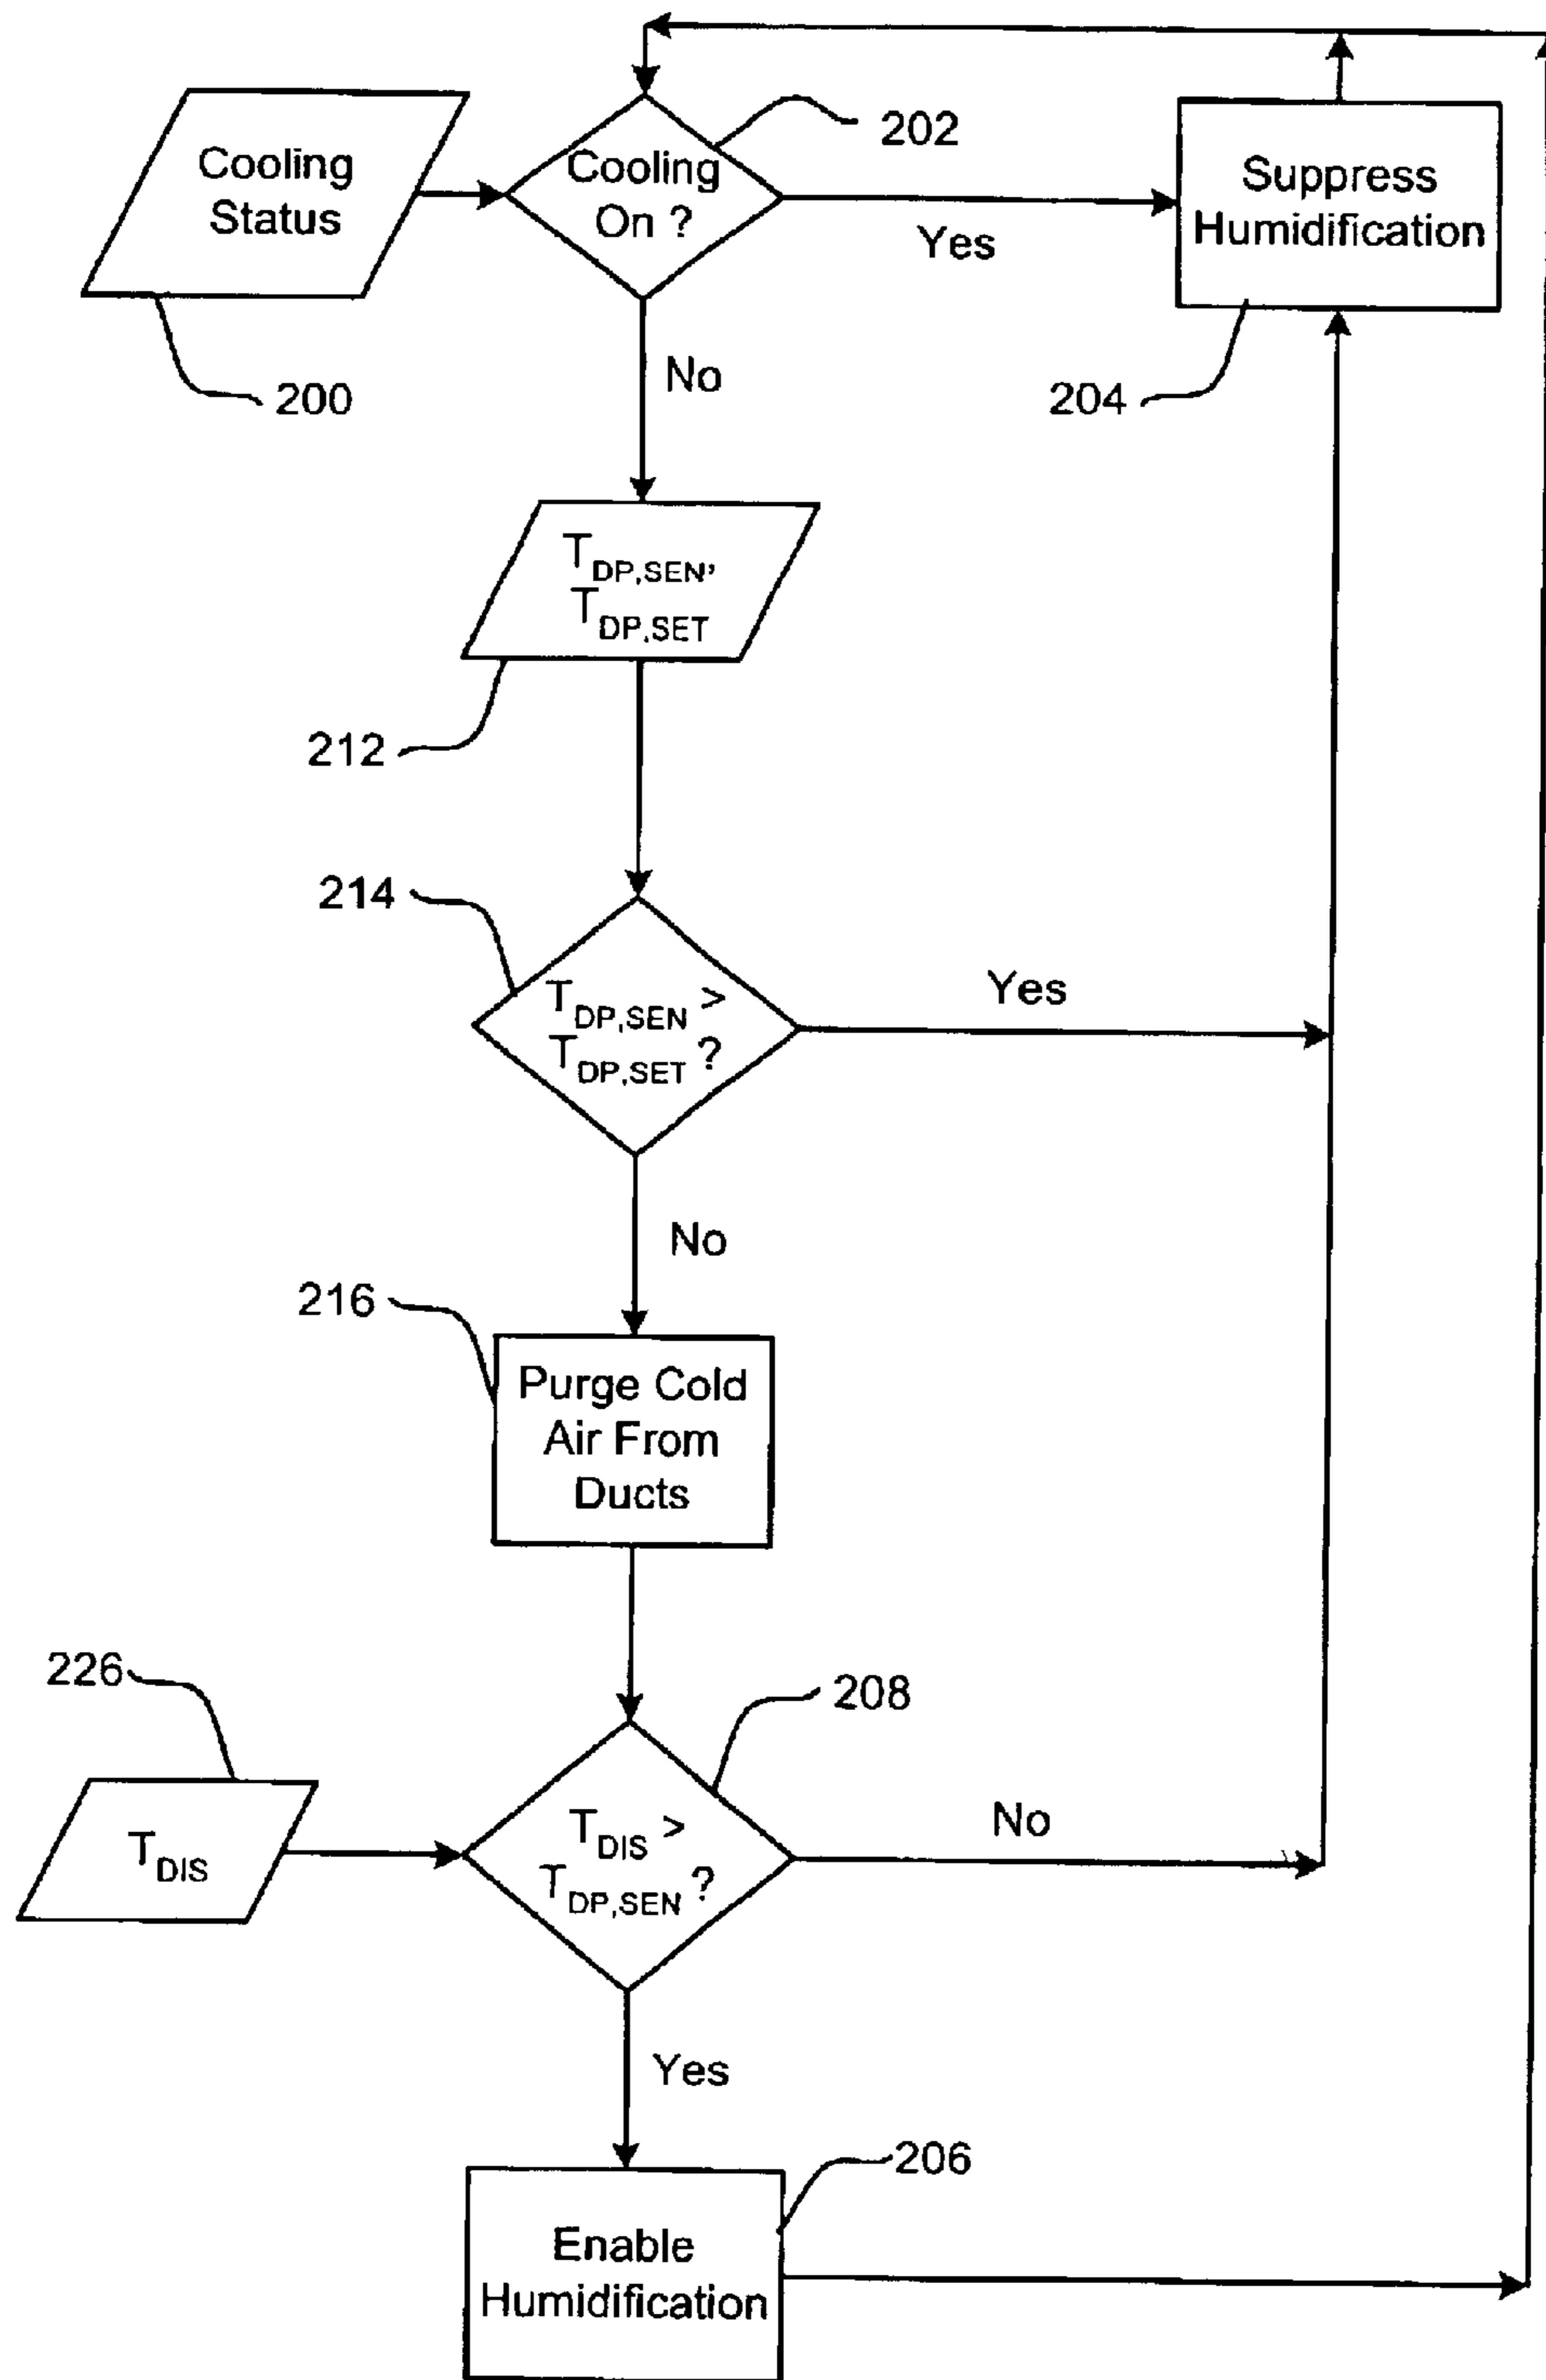 Cooling
Status
200
Cooling
On ?
202
Yes
Suppress
Humidification
204
No
T_DP,SEN,
T_DP,SET
212
214
T_DP,SEN >
T_DP,SET ?
Yes
No
216
Purge Cold
Air From
Ducts
226
T_DIS
208
T_DIS >
T_DP,SEN ?
No
Yes
206
Enable
Humidification